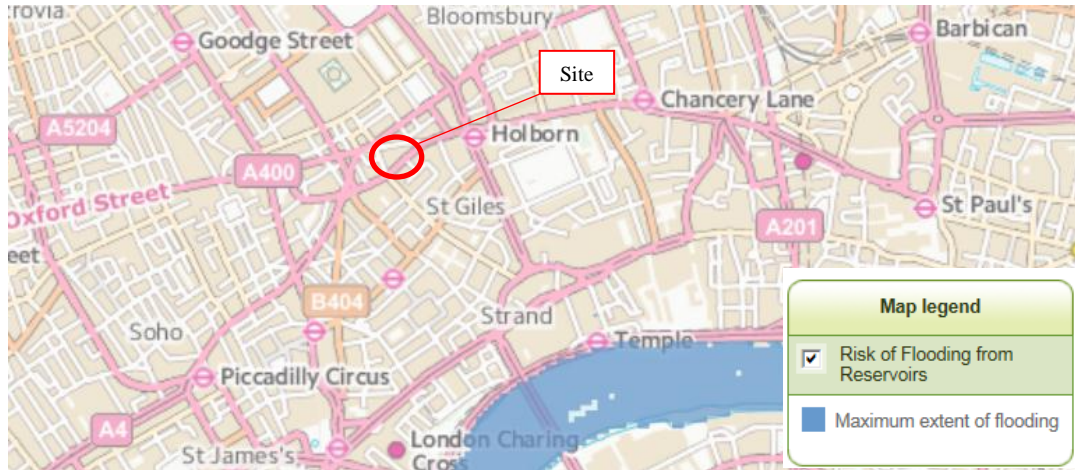 rovia
Bloomsbury
Goodge Street
Barbican
Site
Chancery Lane
A5204
Holborn
A400
Oxford Street
St Giles
St Paul's
A201
eet
B404
Strand
Soho
Temple
Piccadilly Circus
A4
London Charing
Cross
St James's
Map legend
Risk of Flooding from
Reservoirs
Maximum extent of flooding